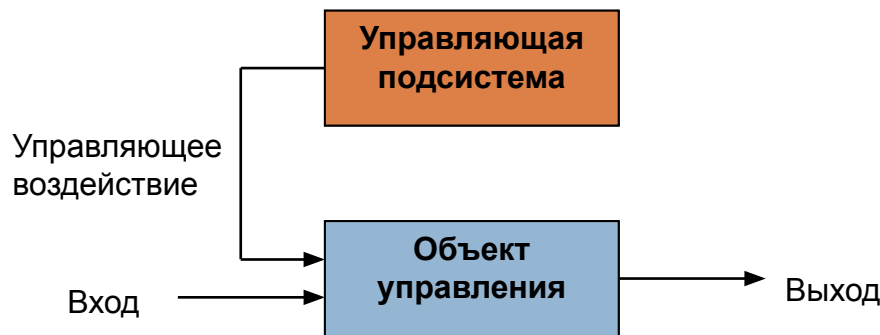 Управляющая
подсистема
Управляющее
воздействие
Объект
управления
Вход
Выход